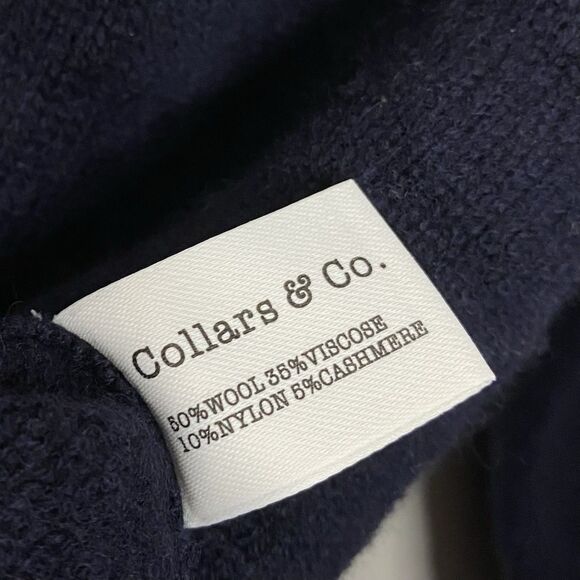 Collars & Co.
50%WOOL 35%VISCOSE
10%NYLON 5%CASHMERE